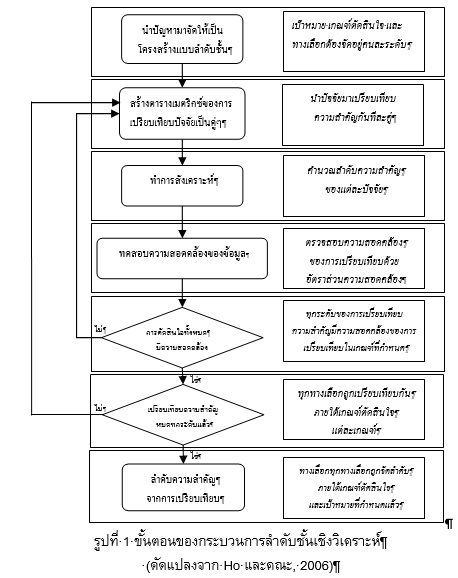 นำปัญหามาจัดให้เป็น
โครงสร้างแบบลำดับชั้น¶
เป้าหมาย·เกณฑ์ตัดสินใจ·และ
ทางเลือกต้องจัดอยู่คนละระดับ¶
สร้างตารางเมตริกซ์ของการ
เปรียบเทียบปัจจัยเป็นคู่ๆ¶
นำปัจจัยมาเปรียบเทียบ
ความสำคัญกันทีละคู่¶
ทำการสังเคราะห์¶
คำนวณลำดับความสำคัญ¶
ของแต่ละปัจจัย¶
ทดสอบความสอดคล้องของข้อมูล¶
ตรวจสอบความสอดคล้อง¶
ของการเปรียบเทียบด้วย
อัตราส่วนความสอดคล้อง¶
ไม่¶
การตัดสินใจทั้งหมด¶
มีความสอดคล้อง
ทุกระดับของการเปรียบเทียบ
ความสำคัญมีความสอดคล้องของการ
เปรียบเทียบในเกณฑ์ที่กำหนด¶
ใช่¶
ไม่¶
เปรียบเทียบความสำคัญ
หมดทุกระดับแล้ว¶
ทุกทางเลือกถูกเปรียบเทียบกัน¶
ภายใต้เกณฑ์ตัดสินใจ¶
แต่ละเกณฑ์¶
ใช่¶
ลำดับความสำคัญ¶
จากการเปรียบเทียบ¶
ทางเลือกทุกทางเลือกถูกจัดลำดับ¶
ภายใต้เกณฑ์ตัดสินใจ¶
และเป้าหมายที่กำหนดแล้ว¶
¶
รูปที่·1·ขั้นตอนของกระบวนการลำดับชั้นเชิงวิเคราะห์¶
·(ดัดแปลงจาก·Ho·และคณะ,·2006)¶